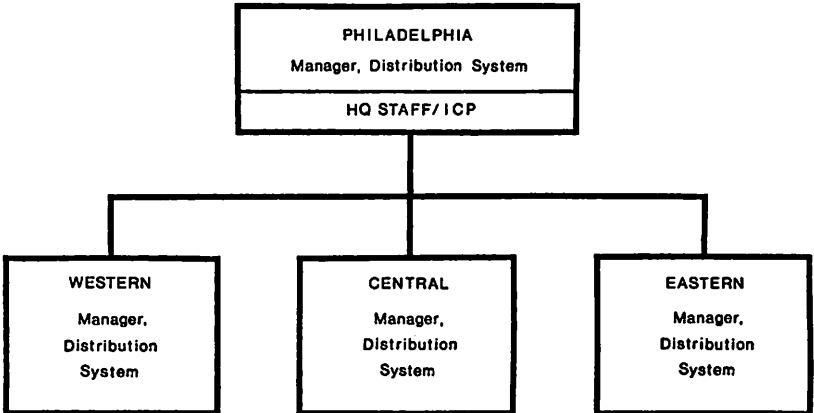 PHILADELPHIA
Manager, Distribution System
HQ STAFF/ICP
WESTERN
Manager,
Distribution
System
CENTRAL
Manager,
Distribution
System
EASTERN
Manager,
Distribution
System